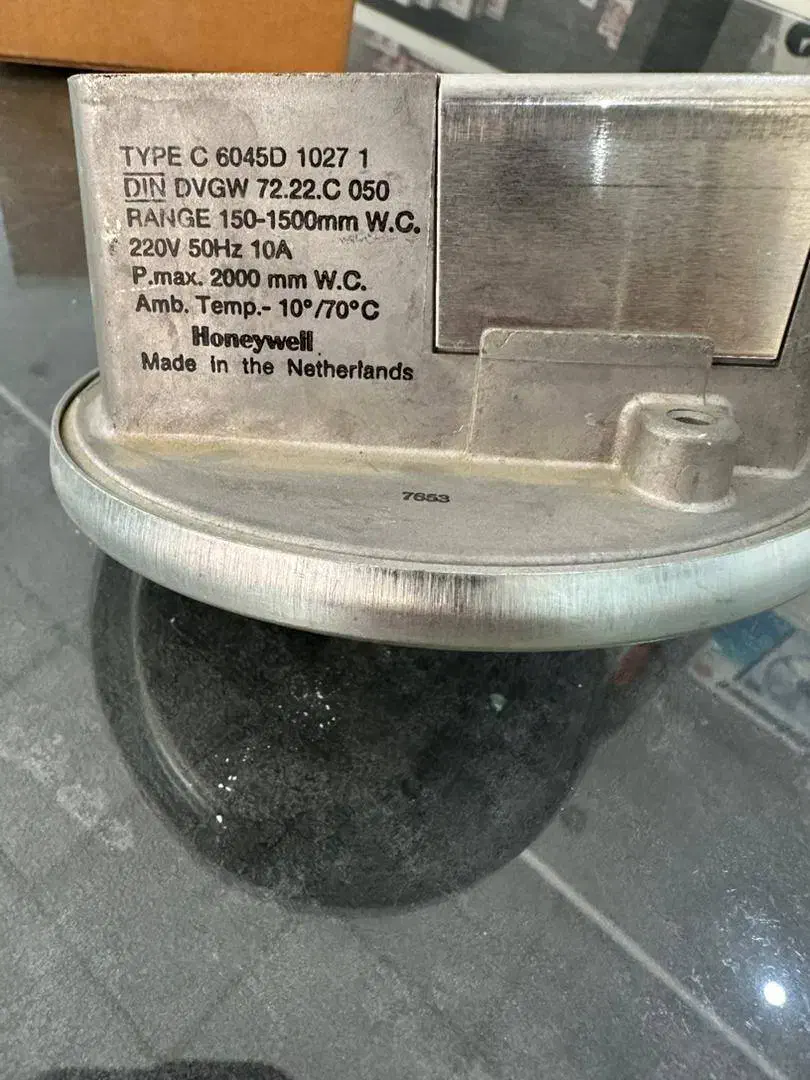 TYPE C 6045D 1027 1
DIN DVGW 72.22.C 050
RANGE 150-1500mm W.C.
220V 50Hz 10A
P.max. 2000 mm W.C.
Amb. Temp.- 10°/70°C
Honeywell
Made in the Netherlands
7653